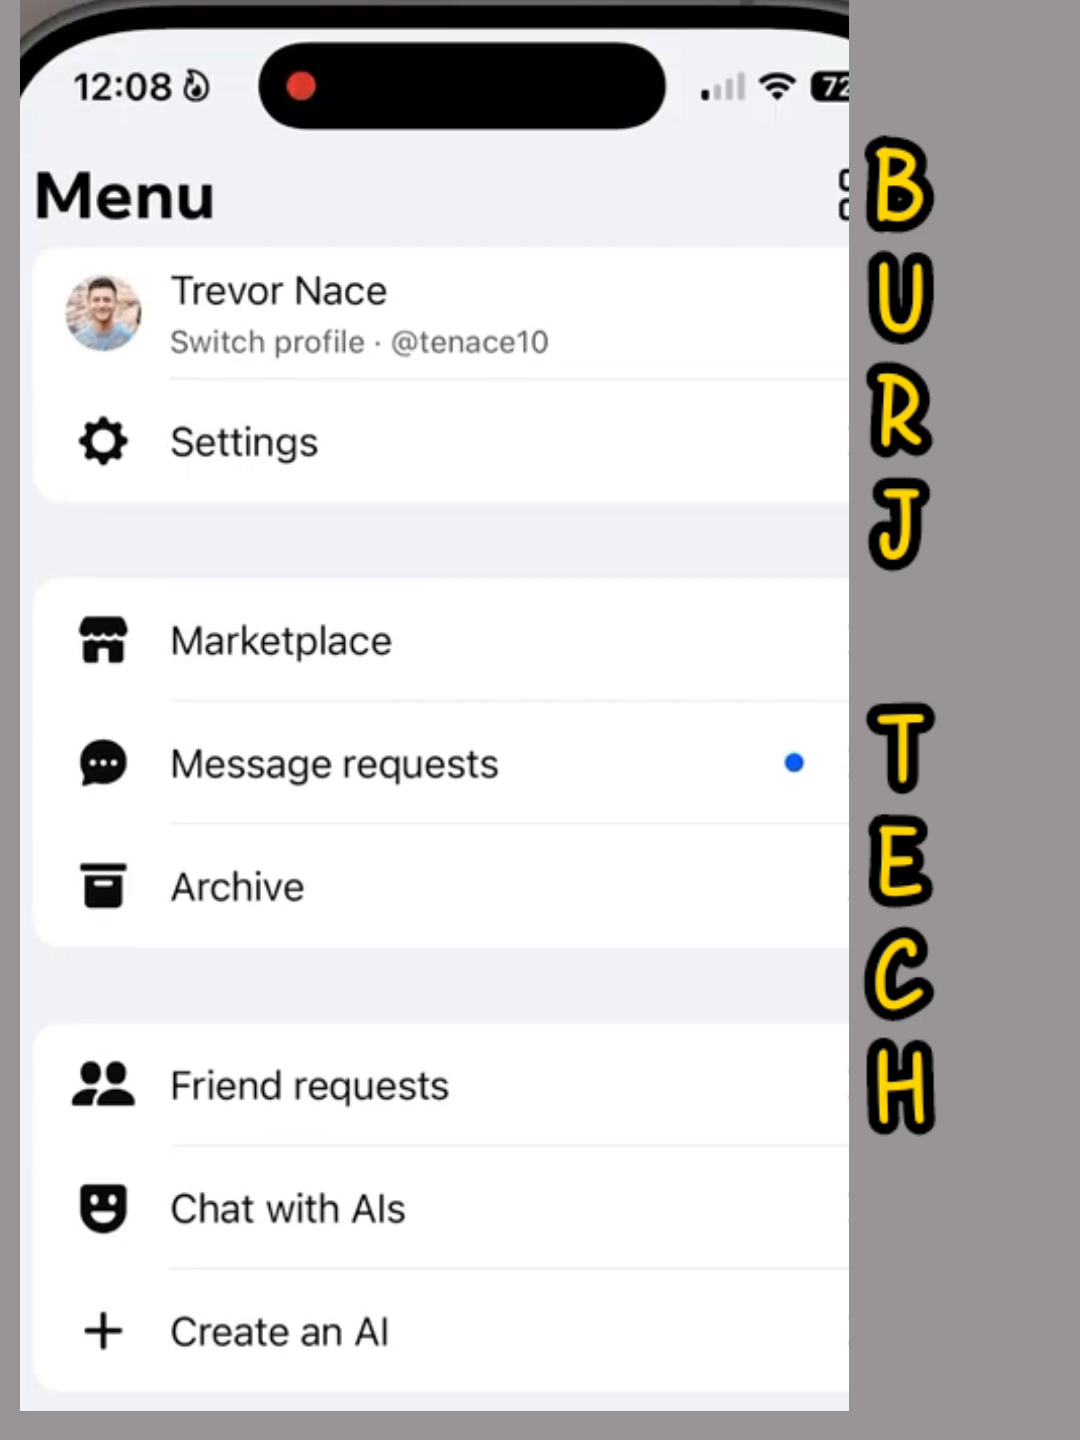 12:08
72
Menu
Trevor Nace
Switch profile · @tenace10
Settings
Marketplace
Message requests
Archive
Friend requests
Chat with AIs
Create an AI
BURJ
TECH